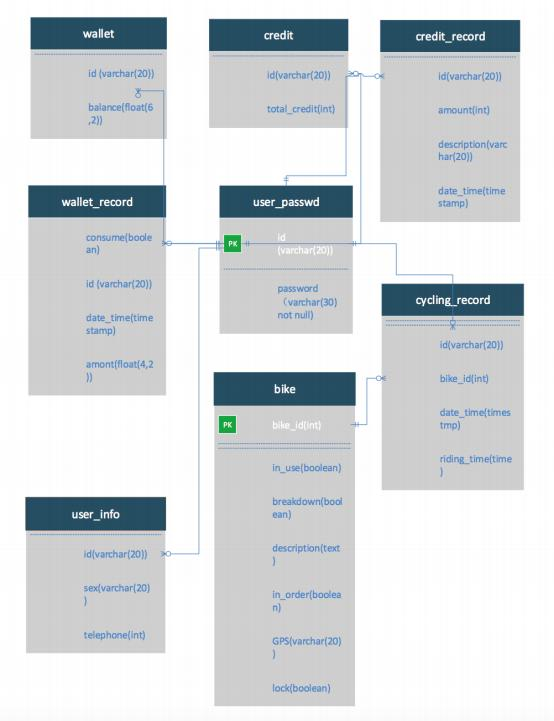 wallet
id (varchar(20))
balance(float(6
,2))
credit
id(varchar(20))
total_credit(int)
credit_record
id(varchar(20))
amount(int)
description(varc
har(20))
date_time(time
stamp)
wallet_record
consume(boole
an)
id (varchar(20))
date_time(time
stamp)
amont(float(4,2
))
user_passwd
PK
id
(varchar(20))
password
（varchar(30)
not null)
cycling_record
id(varchar(20))
bike_id(int)
date_time(times
tmp)
riding_time(time
)
bike
PK
bike_id(int)
in_use(boolean)
breakdown(bool
ean)
description(text
)
in_order(boolea
n)
GPS(varchar(20)
)
lock(boolean)
user_info
id(varchar(20))
sex(varchar(20)
)
telephone(int)